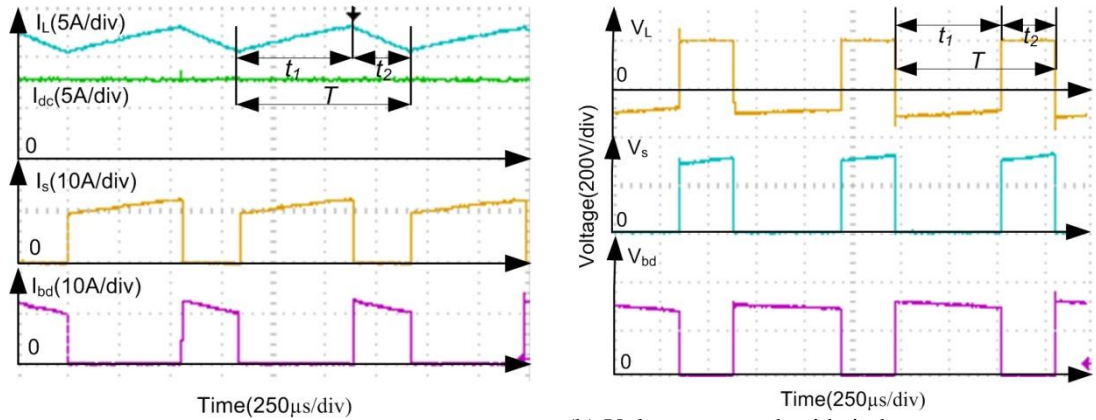 I_L(5A/div)
t_1
t_2
T
I_dc(5A/div)
0
I_s(10A/div)
0
I_bd(10A/div)
0
Time(250µs/div)
Voltage(200V/div)
V_L
t_1
t_2
T
0
V_s
0
V_bd
0
Time(250µs/div)